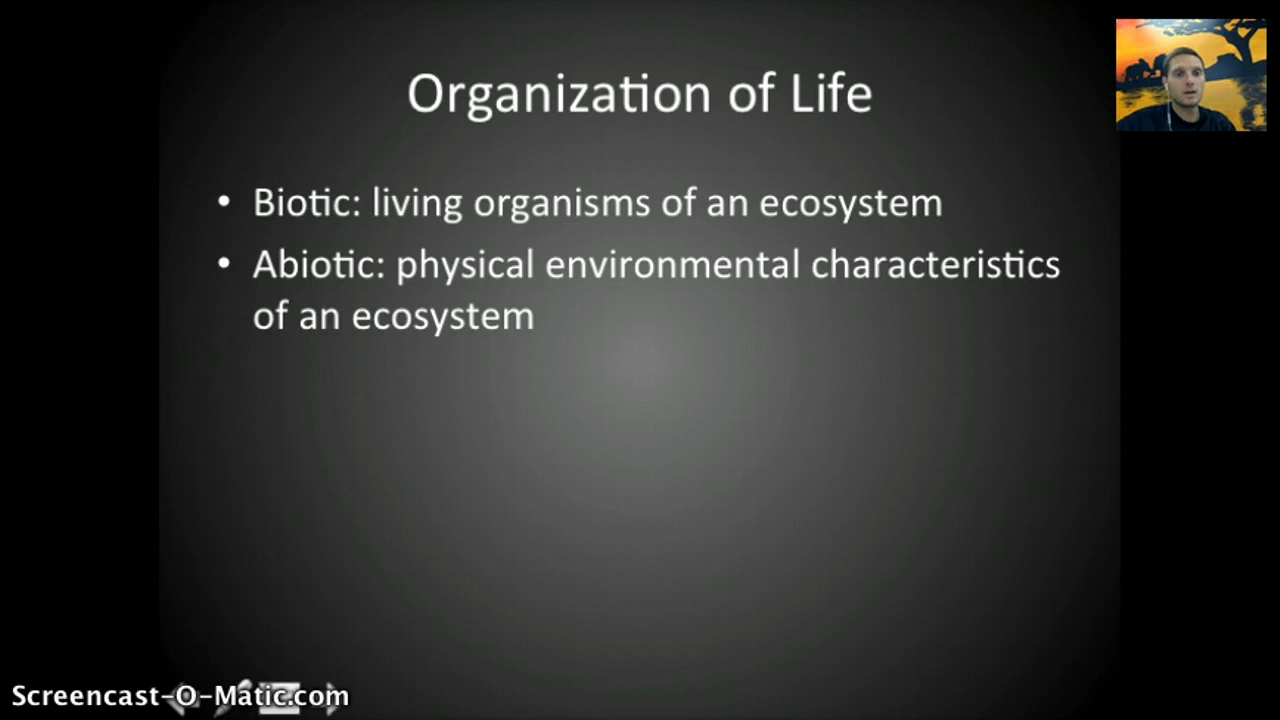 Organization of Life
• Biotic: living organisms of an ecosystem
• Abiotic: physical environmental characteristics
of an ecosystem
Screencast-O-Matic.com